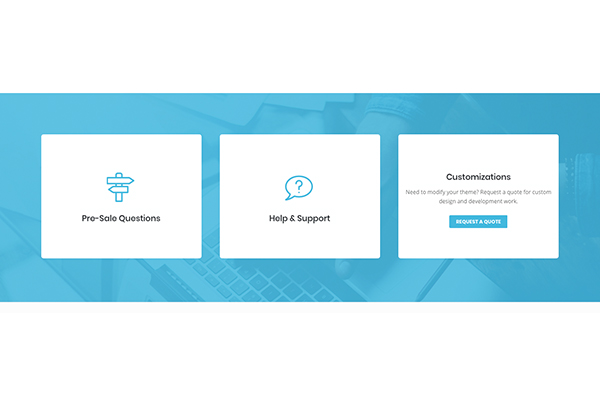 Pre-Sale Questions
?
Help & Support
Customizations
Need to modify your theme? Request a quote for custom
design and development work.
REQUEST A QUOTE